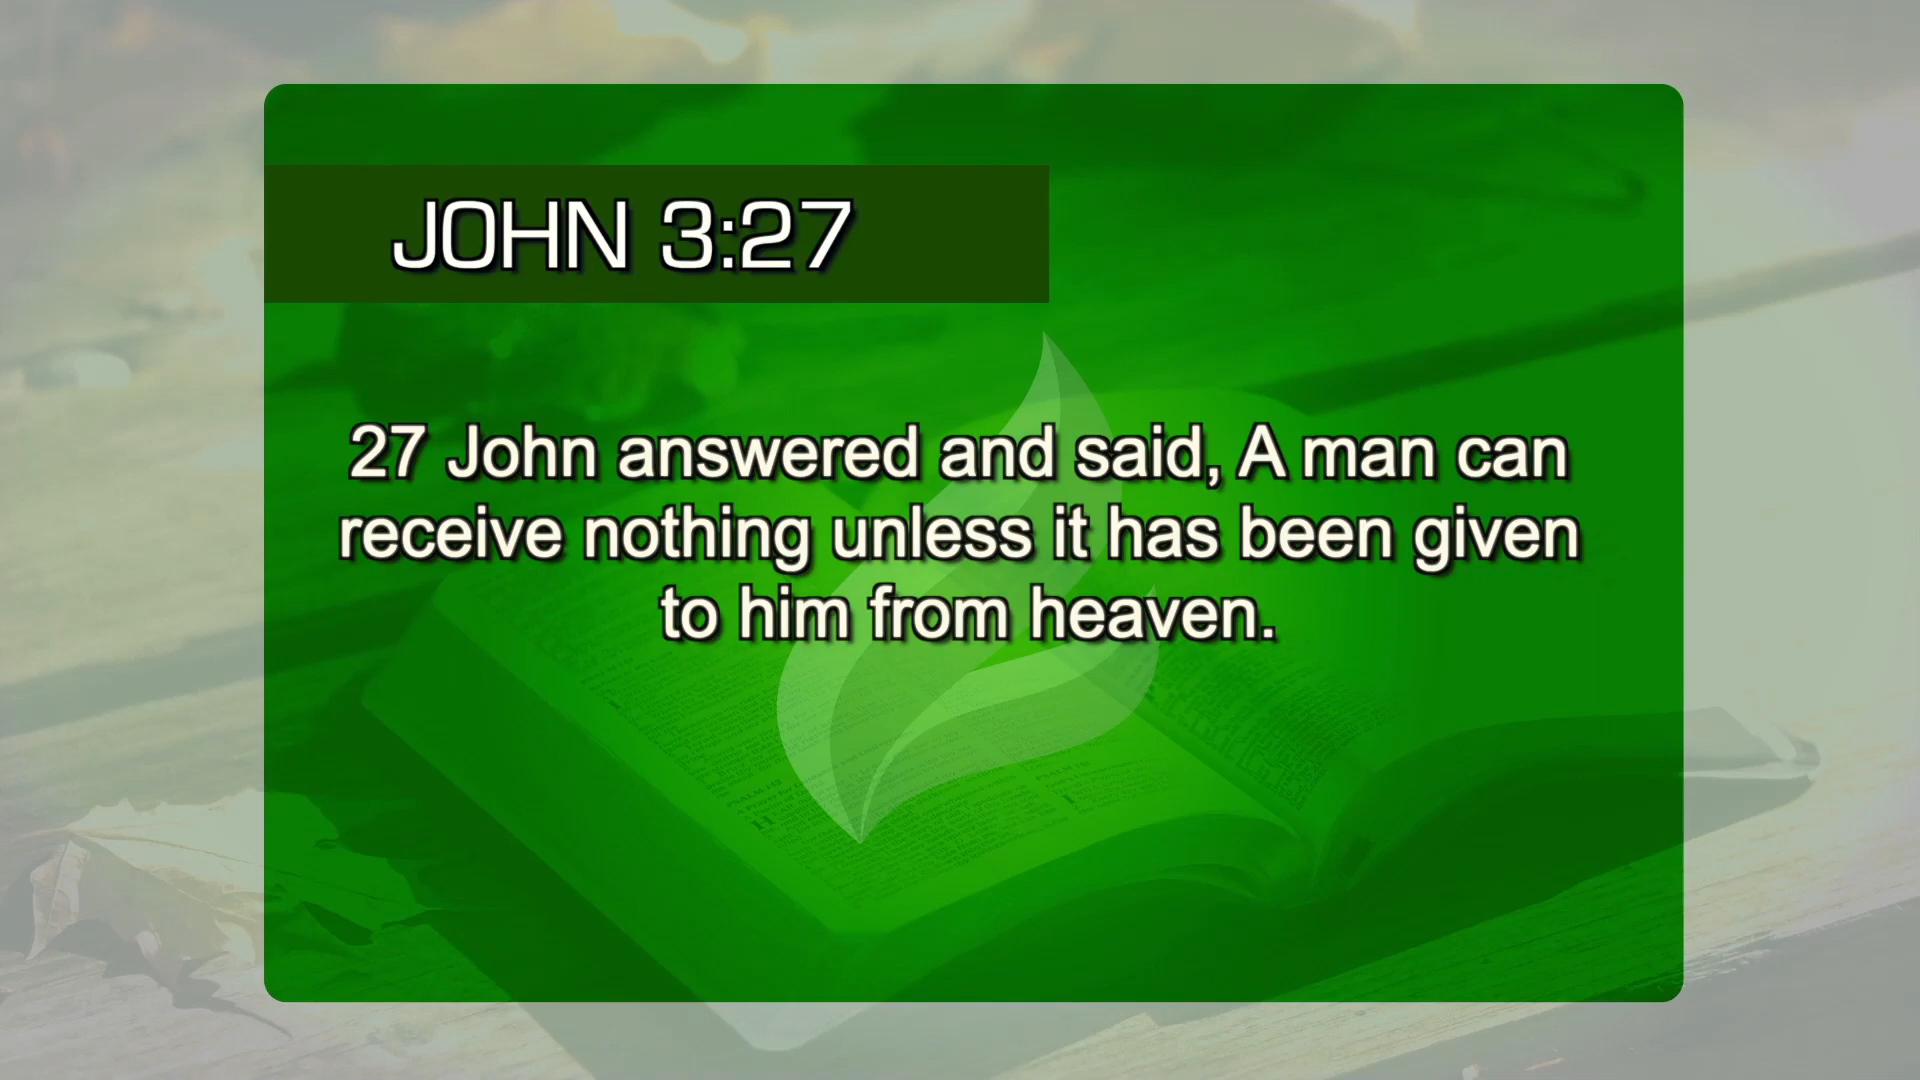 JOHN 3:27
27 John answered and said, A man can
receive nothing unless it has been given
to him from heaven.